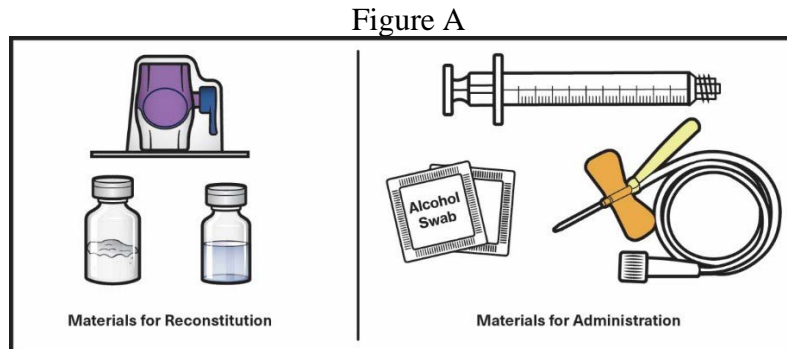 Figure A
Alcohol
Swab
Materials for Reconstitution
Materials for Administration